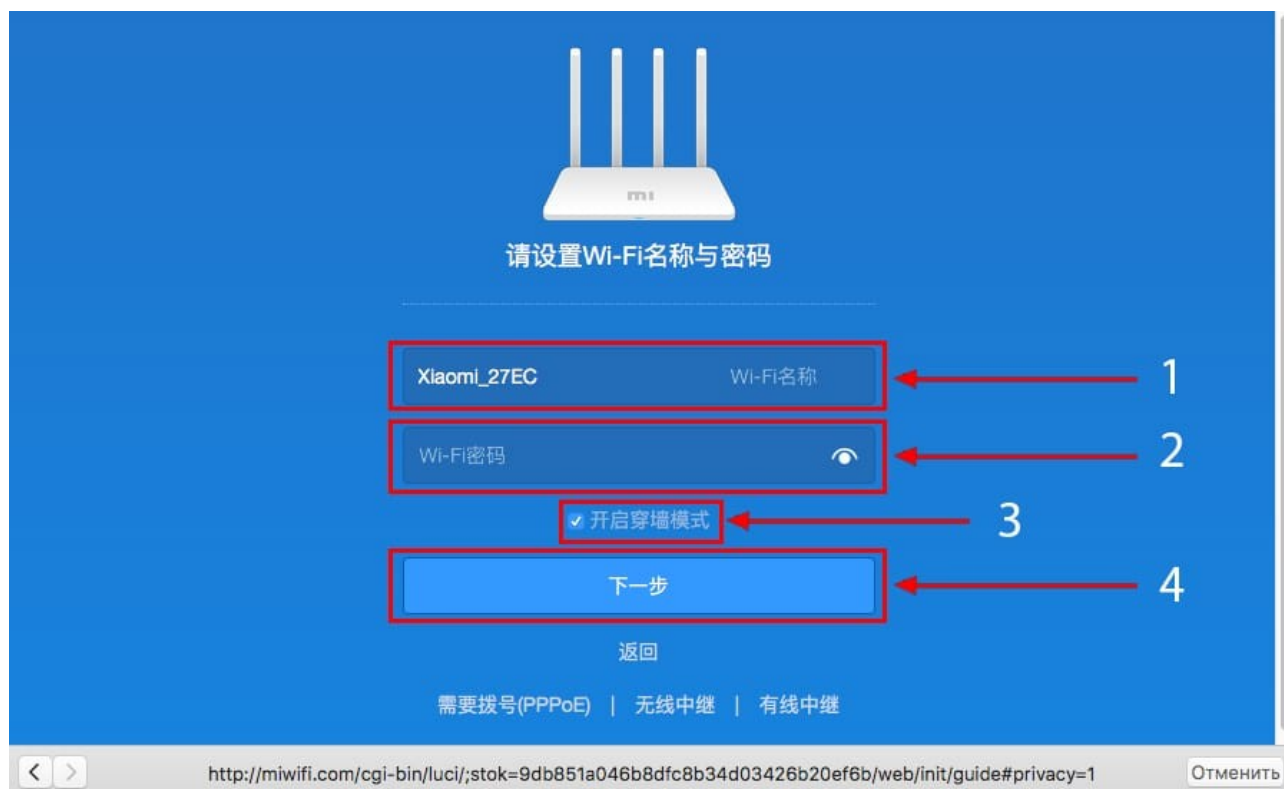 mi
请设置Wi-Fi名称与密码
Xiaomi_27EC Wi-Fi名称 1
Wi-Fi密码 2
开启穿墙模式 3
下一步 4
返回
需要拨号(PPPoE) | 无线中继 | 有线中继
http://miwifi.com/cgi-bin/luci/;stok=9db851a046b8dfc8b34d03426b20ef6b/web/init/guide#privacy=1 Отменить